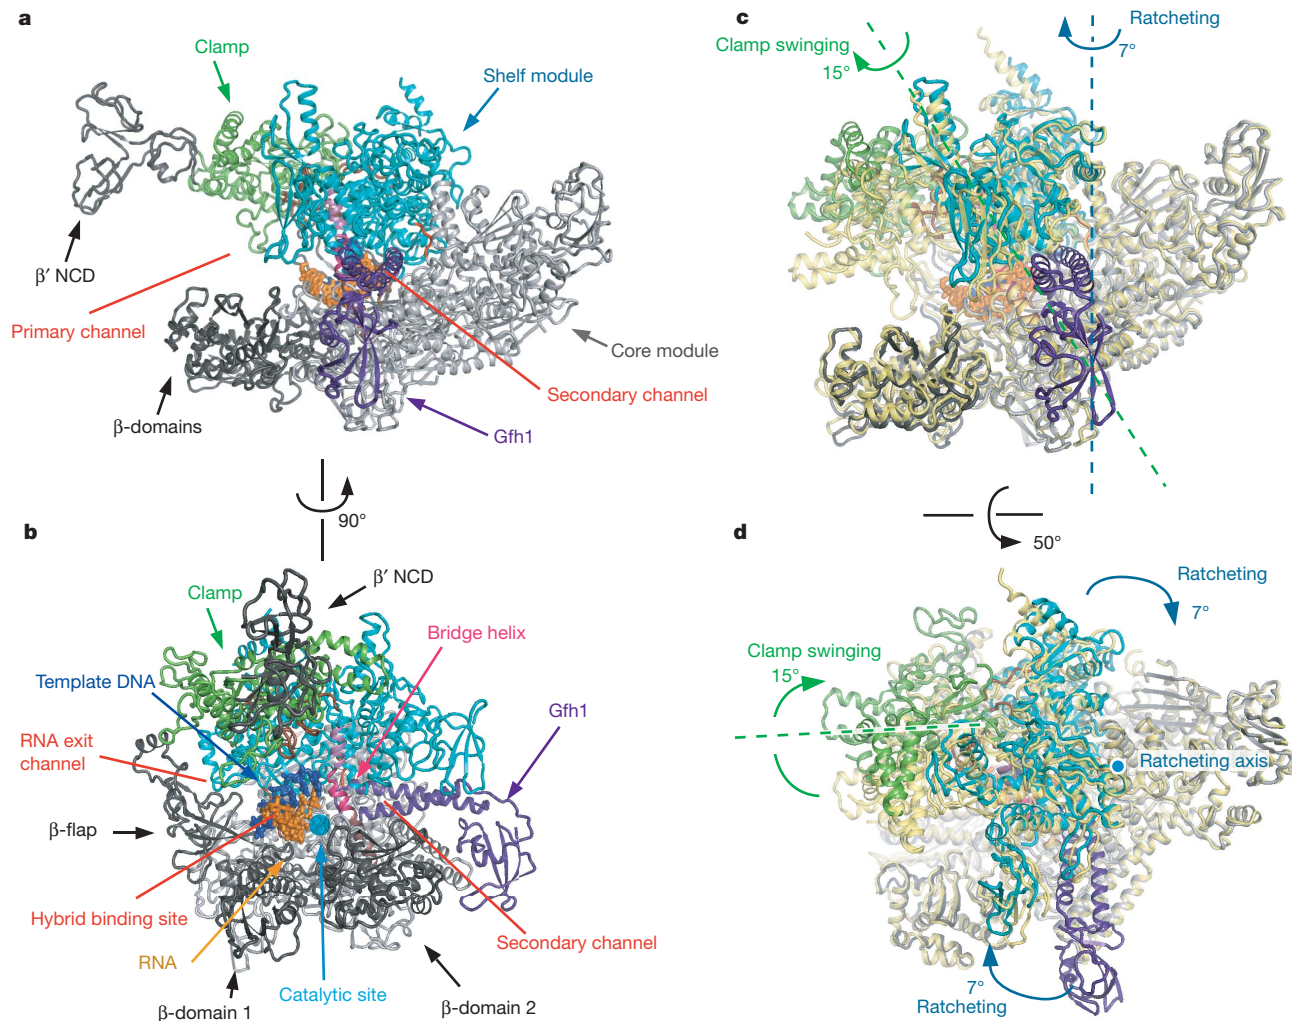 a
Clamp
Shelf module
β′ NCD
Primary channel
Core module
Secondary channel
β-domains
Gfh1
90°
b
β′ NCD
Clamp
Bridge helix
Template DNA
Gfh1
RNA exit
channel
β-flap
Hybrid binding site
RNA
Secondary channel
Catalytic site
β-domain 1
β-domain 2
c
Ratcheting
7°
Clamp swinging
15°
50°
d
Ratcheting
7°
Clamp swinging
15°
Ratcheting axis
7°
Ratcheting